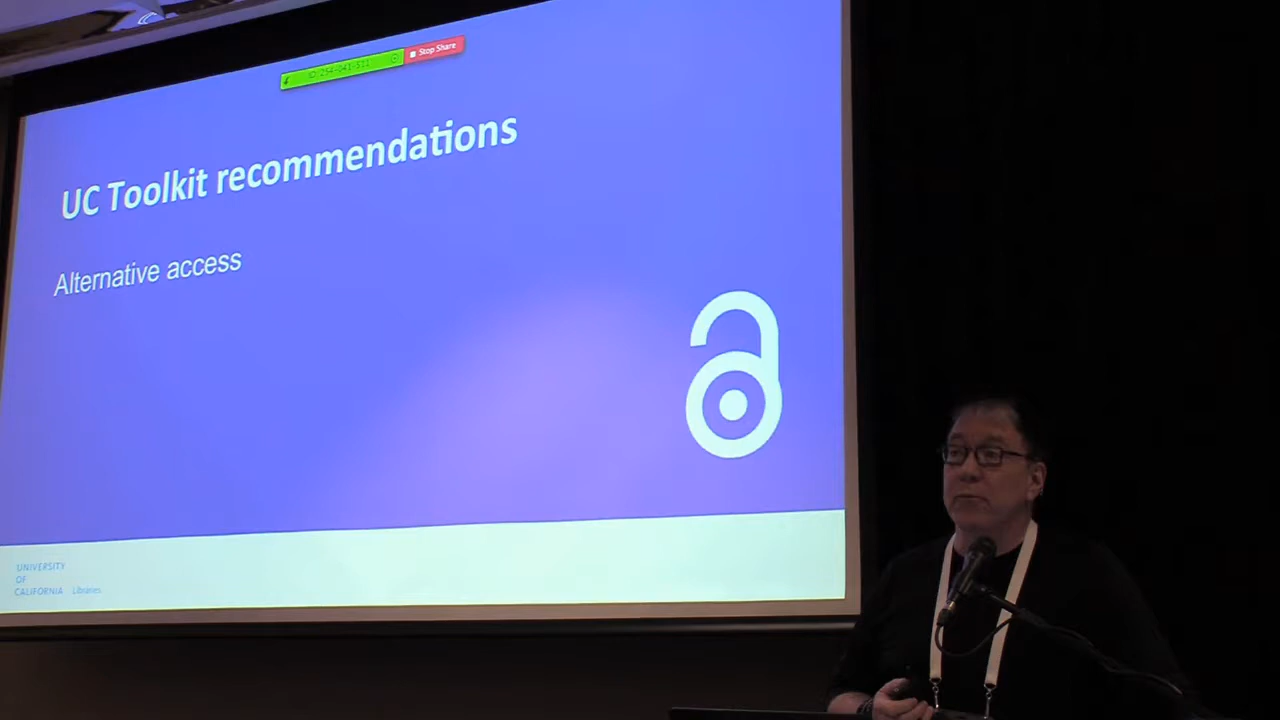 Stop Share
UC Toolkit recommendations
Alternative access
UNIVERSITY
OF
CALIFORNIA Libraries